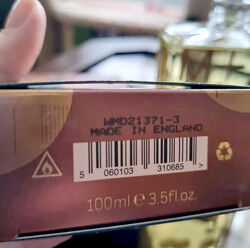 WMD21371-3
MADE IN ENGLAND
5 060103 310685 >
100ml ℮ 3.5fl.oz.